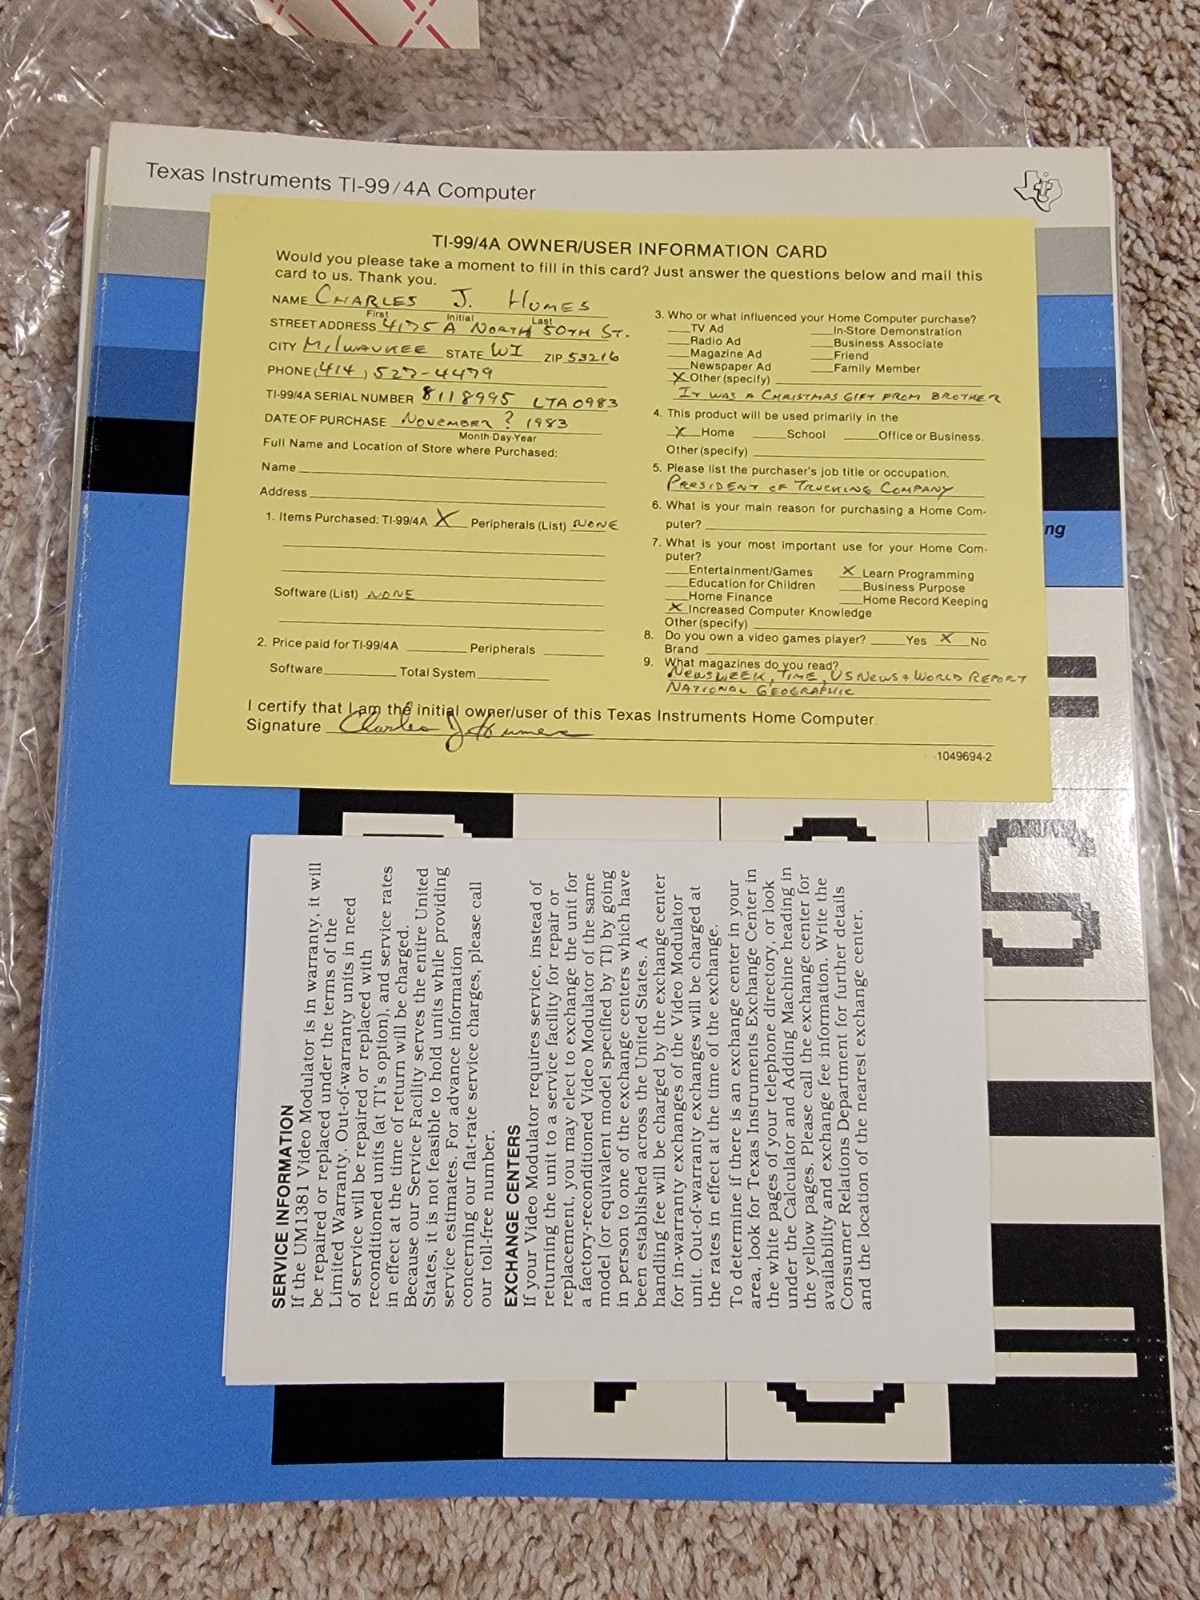 Texas Instruments TI-99/4A Computer
TI-99/4A OWNER/USER INFORMATION CARD
Would you please take a moment to fill in this card? Just answer the questions below and mail this
card to us. Thank you.
NAME CHARLES J. HUMES
First Initial Last
STREET ADDRESS 4175 A NORTH 50TH ST.
CITY MILWAUKEE STATE WI ZIP 53216
PHONE (414) 527-4479
TI-99/4A SERIAL NUMBER 8118995 LTA0983
DATE OF PURCHASE NOVEMBER ? 1983
Month-Day-Year
Full Name and Location of Store where Purchased:
Name
Address
1. Items Purchased: TI-99/4A X Peripherals (List) NONE
Software (List) NONE
2. Price paid for TI-99/4A Peripherals
Software Total System
3. Who or what influenced your Home Computer purchase?
TV Ad In-Store Demonstration
Radio Ad Business Associate
Magazine Ad Friend
Newspaper Ad Family Member
X Other (specify)
IT WAS A CHRISTMAS GIFT FROM BROTHER
4. This product will be used primarily in the
X Home School Office or Business.
Other (specify)
5. Please list the purchaser's job title or occupation.
PRESIDENT OF TRUCKING COMPANY
6. What is your main reason for purchasing a Home Com-
puter?
7. What is your most important use for your Home Com-
puter?
Entertainment/Games X Learn Programming
Education for Children Business Purpose
Home Finance Home Record Keeping
X Increased Computer Knowledge
Other (specify)
8. Do you own a video games player? Yes X No
Brand
9. What magazines do you read?
NEWSWEEK, TIME, US NEWS & WORLD REPORT
NATIONAL GEOGRAPHIC
I certify that I am the initial owner/user of this Texas Instruments Home Computer.
Signature Charles J Humes
1049694-2
ng
SERVICE INFORMATION
If the UM1381 Video Modulator is in warranty, it will
be repaired or replaced under the terms of the
Limited Warranty. Out-of-warranty units in need
of service will be repaired or replaced with
reconditioned units (at TI's option), and service rates
in effect at the time of return will be charged.
Because our Service Facility serves the entire United
States, it is not feasible to hold units while providing
service estimates. For advance information
concerning our flat-rate service charges, please call
our toll-free number.
EXCHANGE CENTERS
If your Video Modulator requires service, instead of
returning the unit to a service facility for repair or
replacement, you may elect to exchange the unit for
a factory-reconditioned Video Modulator of the same
model (or equivalent model specified by TI) by going
in person to one of the exchange centers which have
been established across the United States. A
handling fee will be charged by the exchange center
for in-warranty exchanges of the Video Modulator
unit. Out-of-warranty exchanges will be charged at
the rates in effect at the time of the exchange.
To determine if there is an exchange center in your
area, look for Texas Instruments Exchange Center in
the white pages of your telephone directory, or look
under the Calculator and Adding Machine heading in
the yellow pages. Please call the exchange center for
availability and exchange fee information. Write the
Consumer Relations Department for further details
and the location of the nearest exchange center.